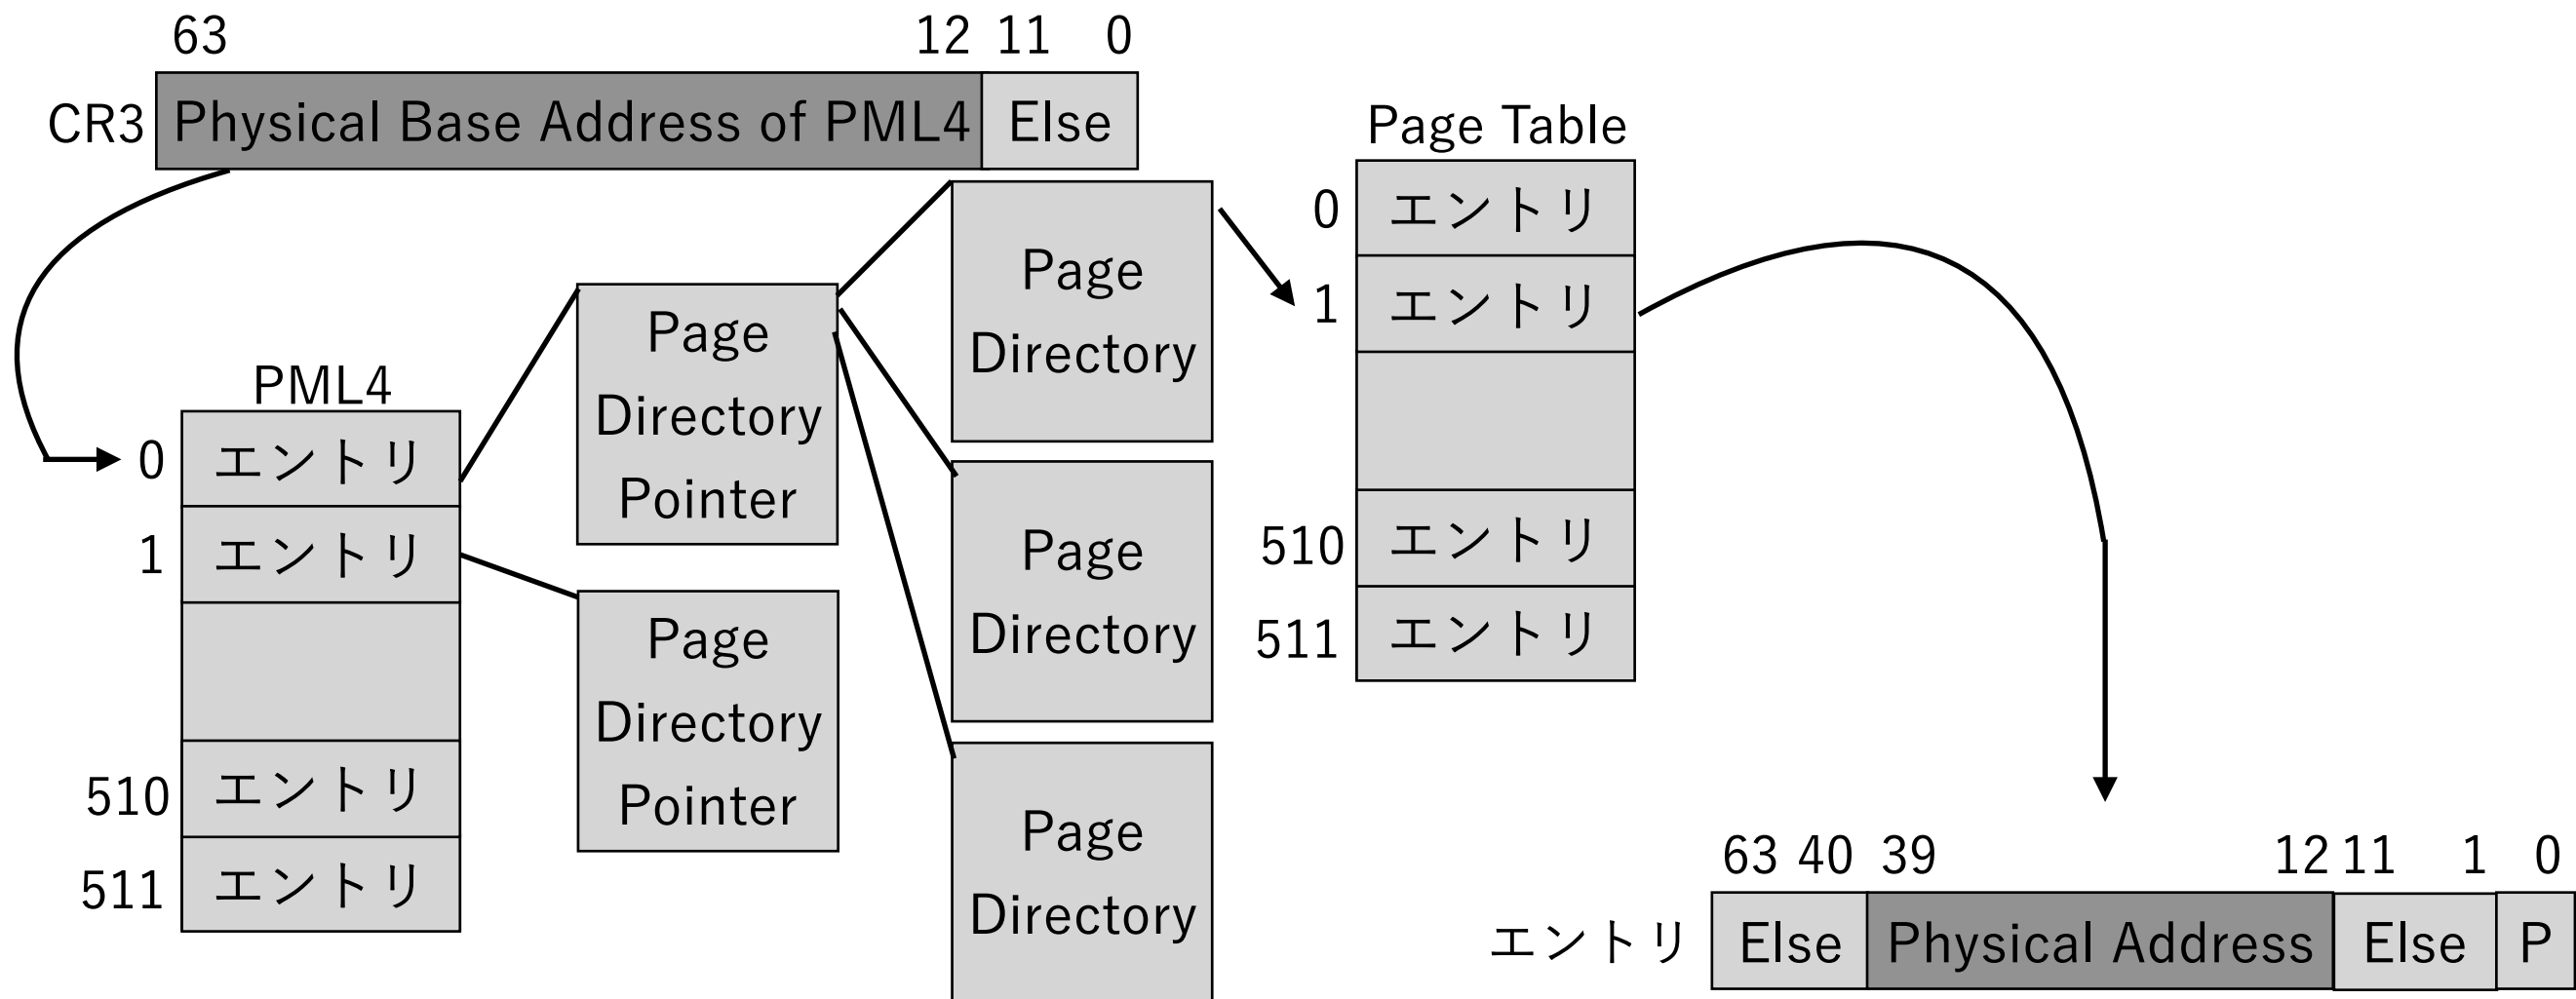 63 12 11 0
CR3 Physical Base Address of PML4 Else
PML4
0 エントリ
1 エントリ
510 エントリ
511 エントリ
Page
Directory
Pointer
Page
Directory
Pointer
Page
Directory
Page
Directory
Page
Directory
Page Table
0 エントリ
1 エントリ
510 エントリ
511 エントリ
63 40 39 12 11 1 0
エントリ Else Physical Address Else P